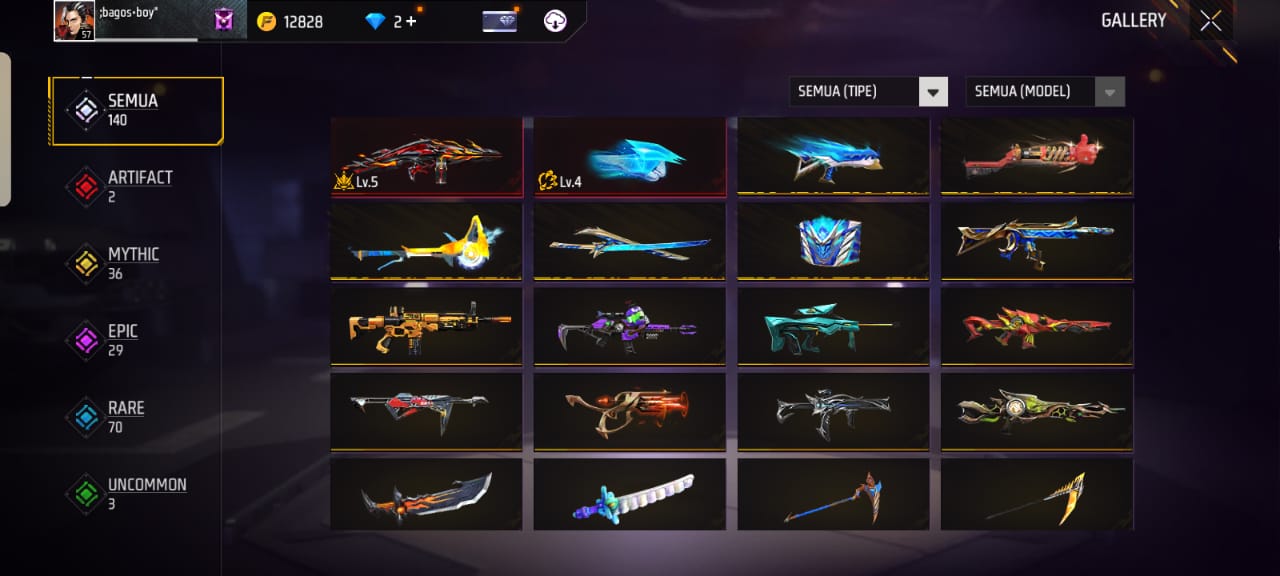 ;bagos•boy"
57
12828
2+
GALLERY
SEMUA
140
SEMUA (TIPE)
SEMUA (MODEL)
ARTIFACT
2
MYTHIC
36
EPIC
29
RARE
70
UNCOMMON
3
Lv.5
Lv.4